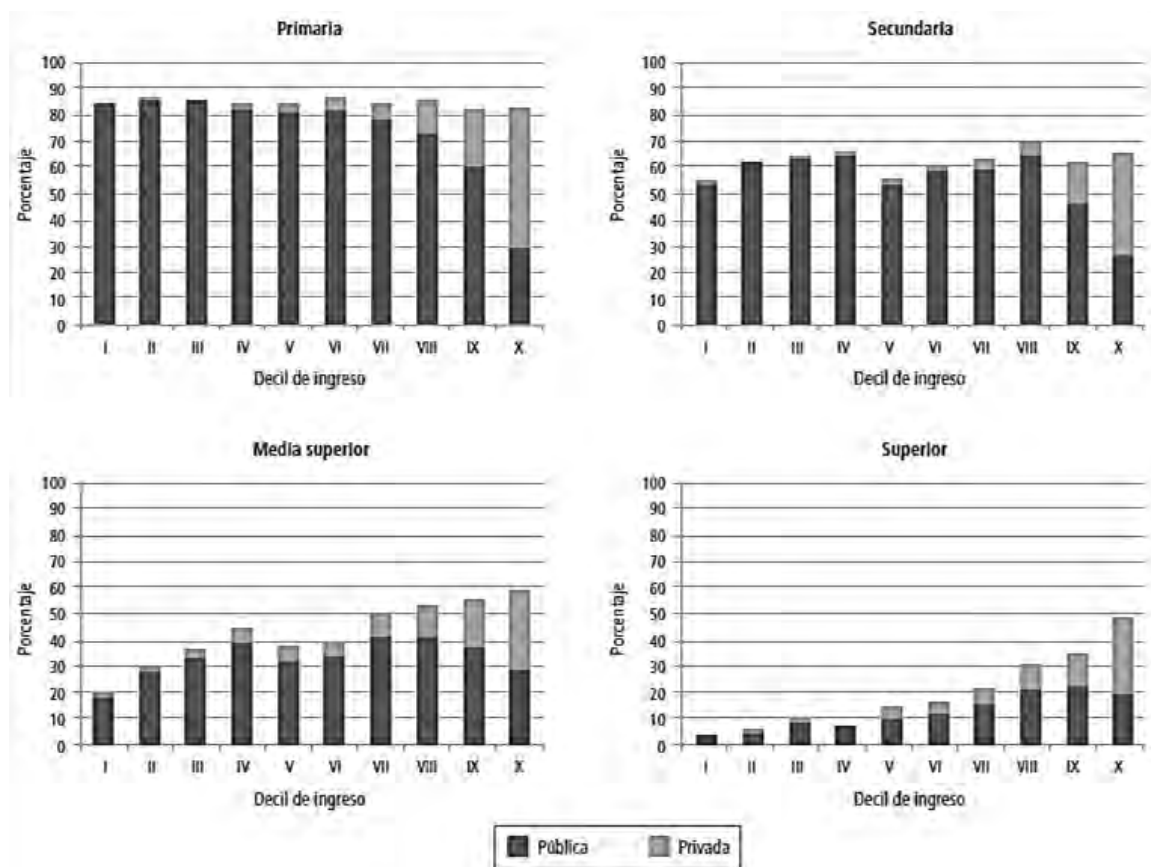 Primaria
100
90
80
70
60
50
40
30
20
10
0
Porcentaje
I II III IV V VI VII VIII IX X
Decil de ingreso
Secundaria
100
90
80
70
60
50
40
30
20
10
0
Porcentaje
I II III IV V VI VII VIII IX X
Decil de ingreso
Media superior
100
90
80
70
60
50
40
30
20
10
0
Porcentaje
I II III IV V VI VII VIII IX X
Decil de ingreso
Superior
100
90
80
70
60
50
40
30
20
10
0
Porcentaje
I II III IV V VI VII VIII IX X
Decil de ingreso
Pública Privada